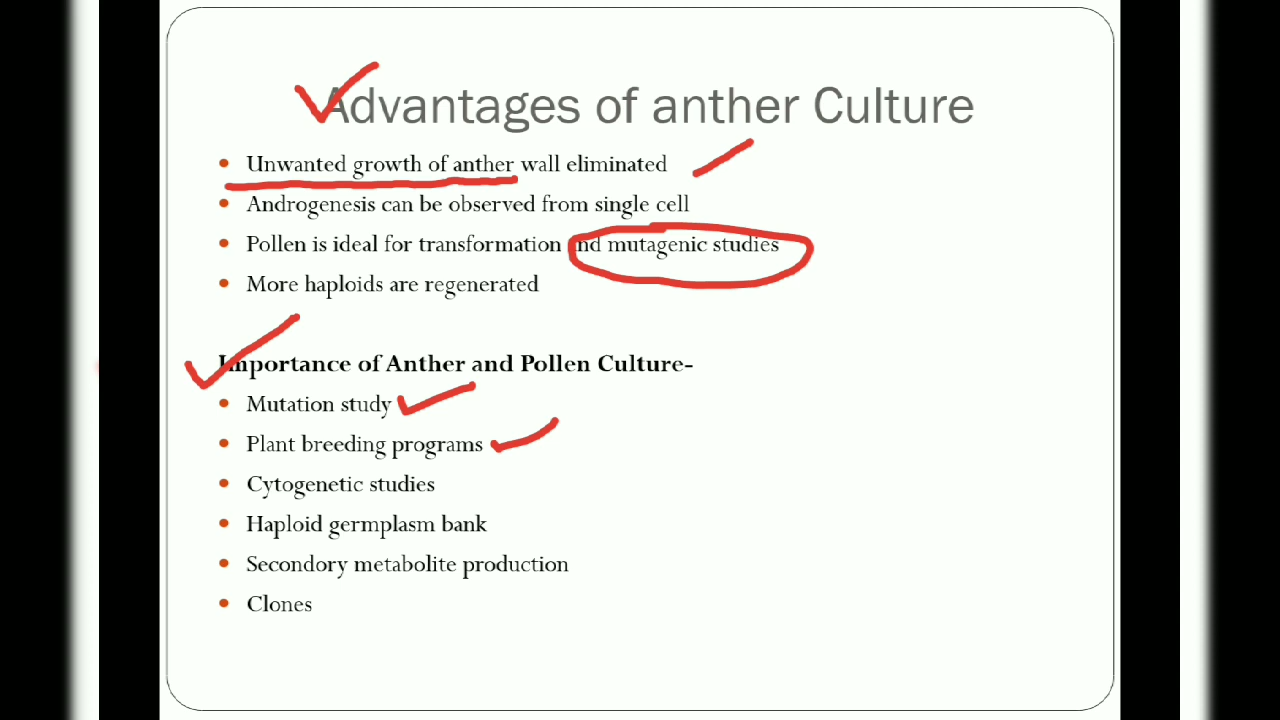 Advantages of anther Culture
Unwanted growth of anther wall eliminated
Androgenesis can be observed from single cell
Pollen is ideal for transformation and mutagenic studies
More haploids are regenerated
Importance of Anther and Pollen Culture-
Mutation study
Plant breeding programs
Cytogenetic studies
Haploid germplasm bank
Secondory metabolite production
Clones